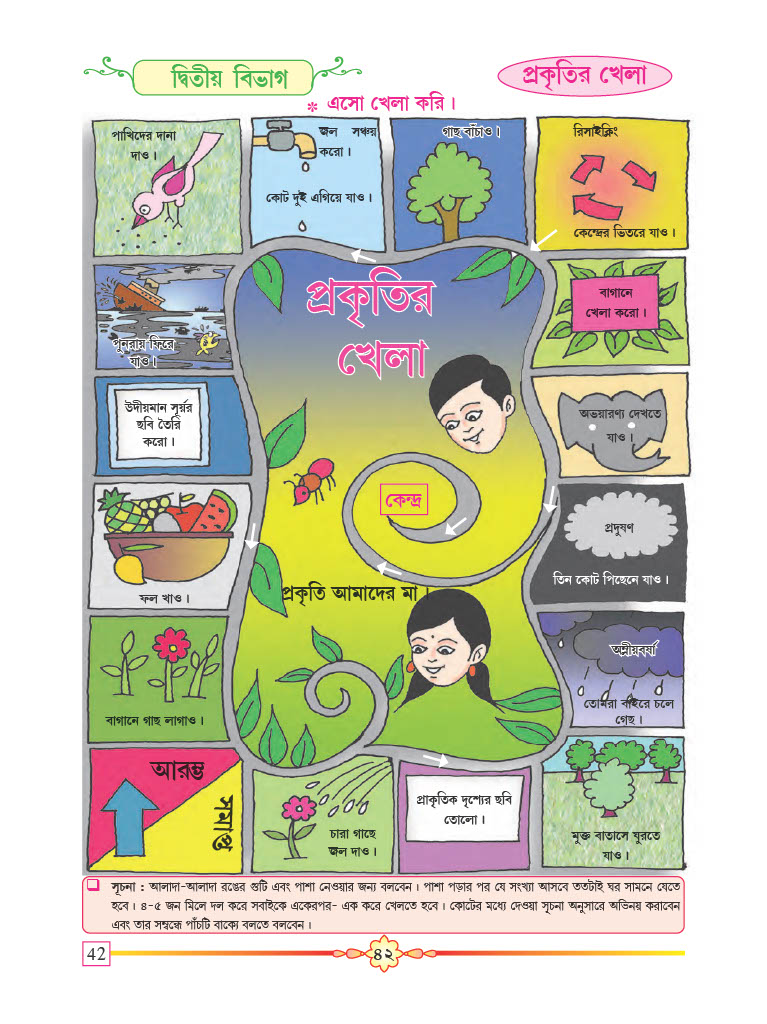 দ্বিতীয় বিভাগ
প্রকৃতির খেলা
* এসো খেলা করি ।
পাখিদের দানা
দাও ।
জল সঞ্চয়
করো ।
কোট দুই এগিয়ে যাও ।
গাছ বাঁচাও ।
রিসাইক্লিং
কেন্দ্রের ভিতরে যাও ।
প্রকৃতির
খেলা
বাগানে
খেলা করো ।
পুনরায় ফিরে
যাও ।
উদীয়মান সূর্য়র
ছবি তৈরি
করো ।
অভয়ারণ্য দেখতে
যাও ।
কেন্দ্র
প্রদুষণ
তিন কোট পিছেনে যাও ।
ফল খাও ।
প্রকৃতি আমাদের মা ।
অম্লীয়বর্ষা
তোমরা বাইরে চলে
গেছ ।
বাগানে গাছ লাগাও ।
আরম্ভ
সমাপ্ত
চারা গাছে
জল দাও ।
প্রাকৃতিক দৃশ্যের ছবি
তোলো ।
মুক্ত বাতাসে ঘুরতে
যাও ।
সূচনা : আলাদা-আলাদা রঙের গুটি এবং পাশা নেওয়ার জন্য বলবেন । পাশা পড়ার পর যে সংখ্যা আসবে ততটাই ঘর সামনে যেতে
হবে । ৪-৫ জন মিলে দল করে সবাইকে একেরপর- এক করে খেলতে হবে । কোটের মধ্যে দেওয়া সূচনা অনুসারে অভিনয় করাবেন
এবং তার সম্বন্ধে পাঁচটি বাক্যে বলতে বলবেন ।
42
৪২